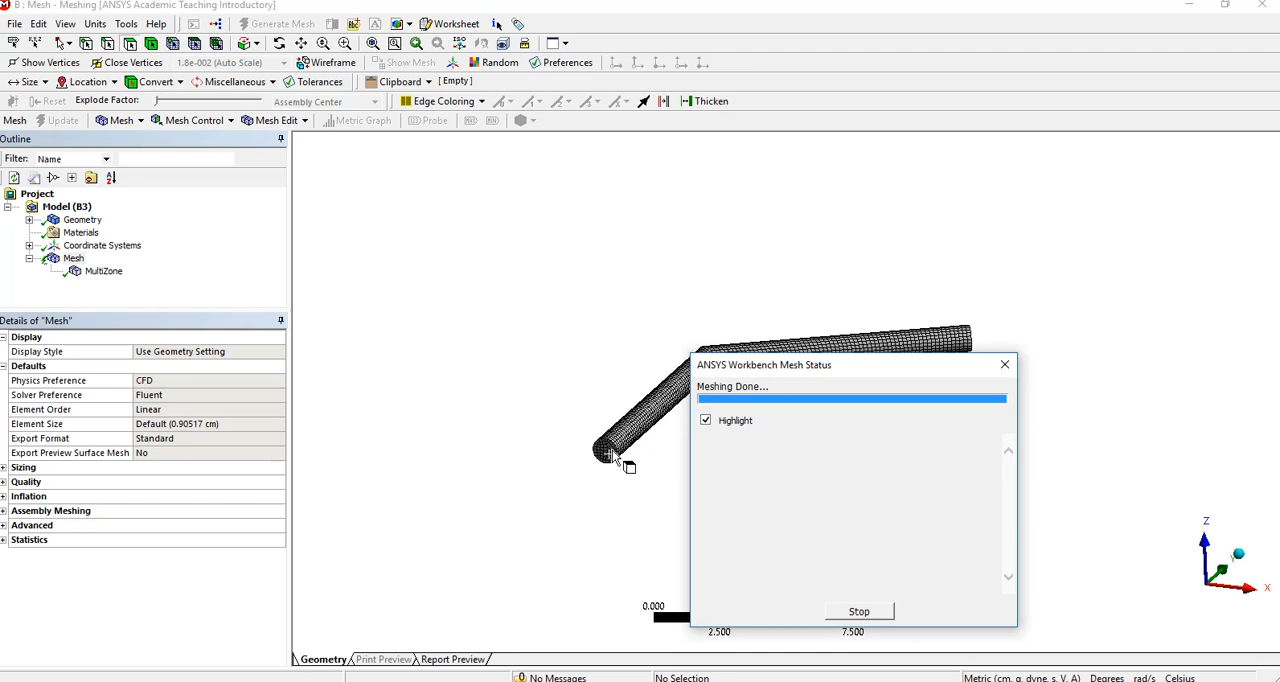 B : Mesh - Meshing [ANSYS Academic Teaching Introductory]
File Edit View Units Tools Help Generate Mesh Worksheet
Show Vertices Close Vertices 1.8e-002 (Auto Scale) Wireframe Show Mesh Random Preferences
Size Location Convert Miscellaneous Tolerances Clipboard [Empty]
Reset Explode Factor: Assembly Center Edge Coloring Thicken
Mesh Update Mesh Mesh Control Mesh Edit Metric Graph Probe
Outline
Filter: Name
Project
Model (B3)
Geometry
Materials
Coordinate Systems
Mesh
MultiZone
Details of "Mesh"
Display
Display Style Use Geometry Setting
Defaults
Physics Preference CFD
Solver Preference Fluent
Element Order Linear
Element Size Default (0.90517 cm)
Export Format Standard
Export Preview Surface Mesh No
Sizing
Quality
Inflation
Assembly Meshing
Advanced
Statistics
ANSYS Workbench Mesh Status
Meshing Done...
Highlight
Stop
0.000
2.500 7.500
Z
X
Geometry Print Preview Report Preview
No Messages No Selection Metric (cm, g, dyne, s, V, A) Degrees rad/s Celsius